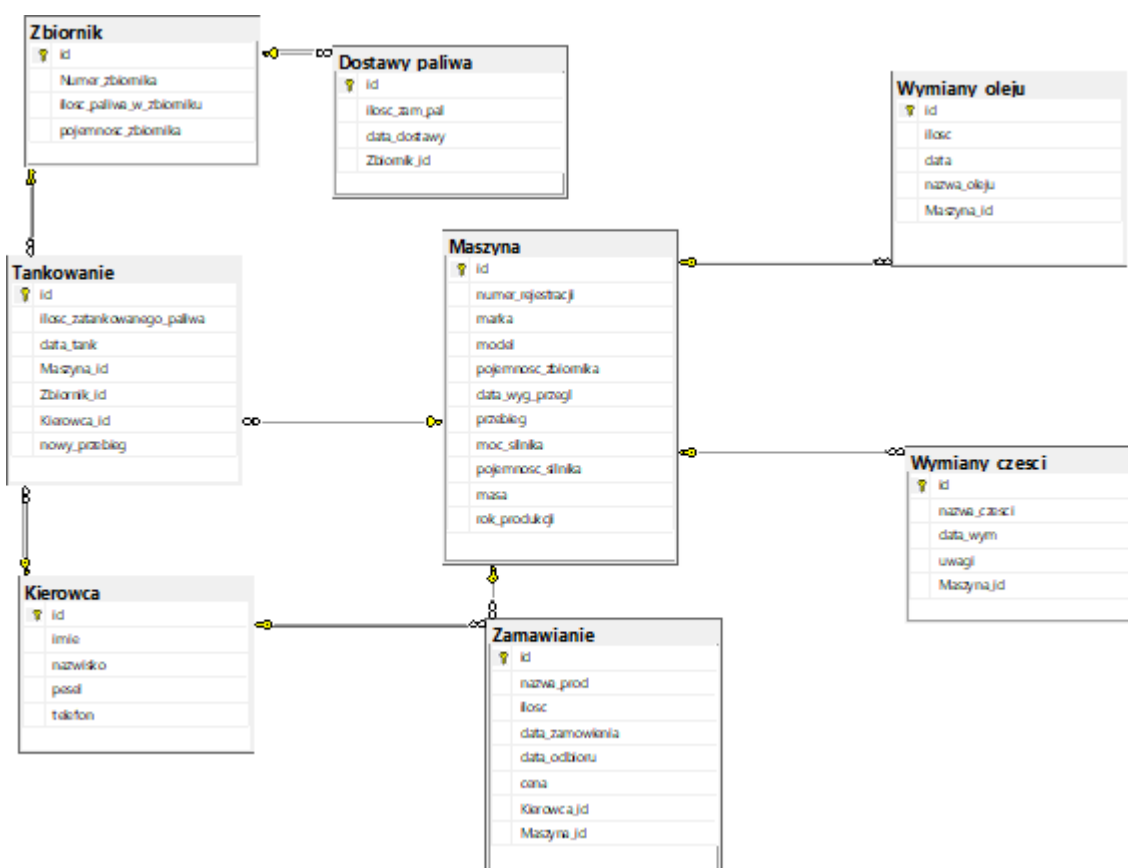 Zbiornik
id
Numer_zbiornika
ilosc_paliwa_w_zbiorniku
pojemnosc_zbiornika
Dostawy paliwa
id
ilosc_zam_pal
data_dostawy
Zbiornik_id
Wymiany oleju
id
ilosc
data
nazwa_oleju
Maszyna_id
Tankowanie
id
ilosc_zatankowanego_paliwa
data_tank
Maszyna_id
Zbiornik_id
Kierowca_id
nowy_przebieg
Maszyna
id
numer_rejestracji
marka
model
pojemnosc_zbiornika
data_wyg_przegl
przebieg
moc_silnika
pojemnosc_silnika
masa
rok_produkcji
Wymiany czesci
id
nazwa_czesci
data_wym
uwagi
Maszyna_id
Kierowca
id
imie
nazwisko
pesel
telefon
Zamawianie
id
nazwa_prod
ilosc
data_zamowienia
data_odbioru
cena
Kierowca_id
Maszyna_id